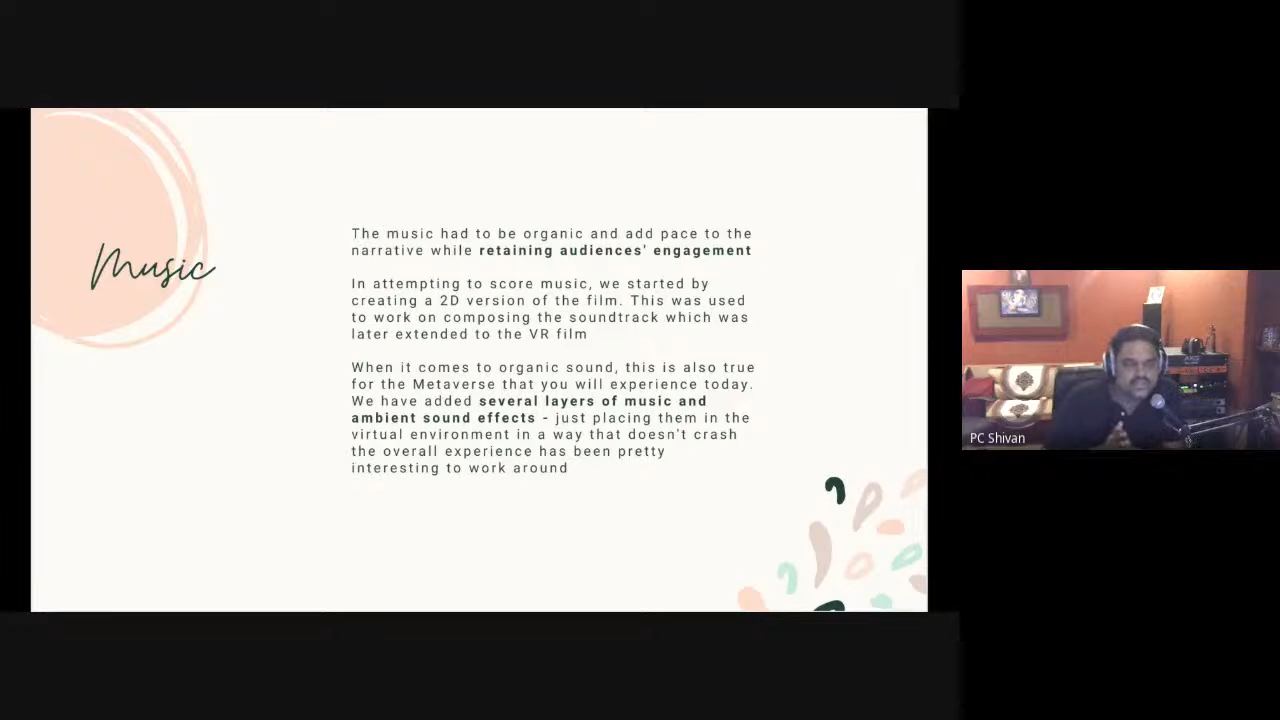 Music
The music had to be organic and add pace to the
narrative while retaining audiences' engagement
In attempting to score music, we started by
creating a 2D version of the film. This was used
to work on composing the soundtrack which was
later extended to the VR film
When it comes to organic sound, this is also true
for the Metaverse that you will experience today.
We have added several layers of music and
ambient sound effects - just placing them in the
virtual environment in a way that doesn't crash
the overall experience has been pretty
interesting to work around
PC Shivan